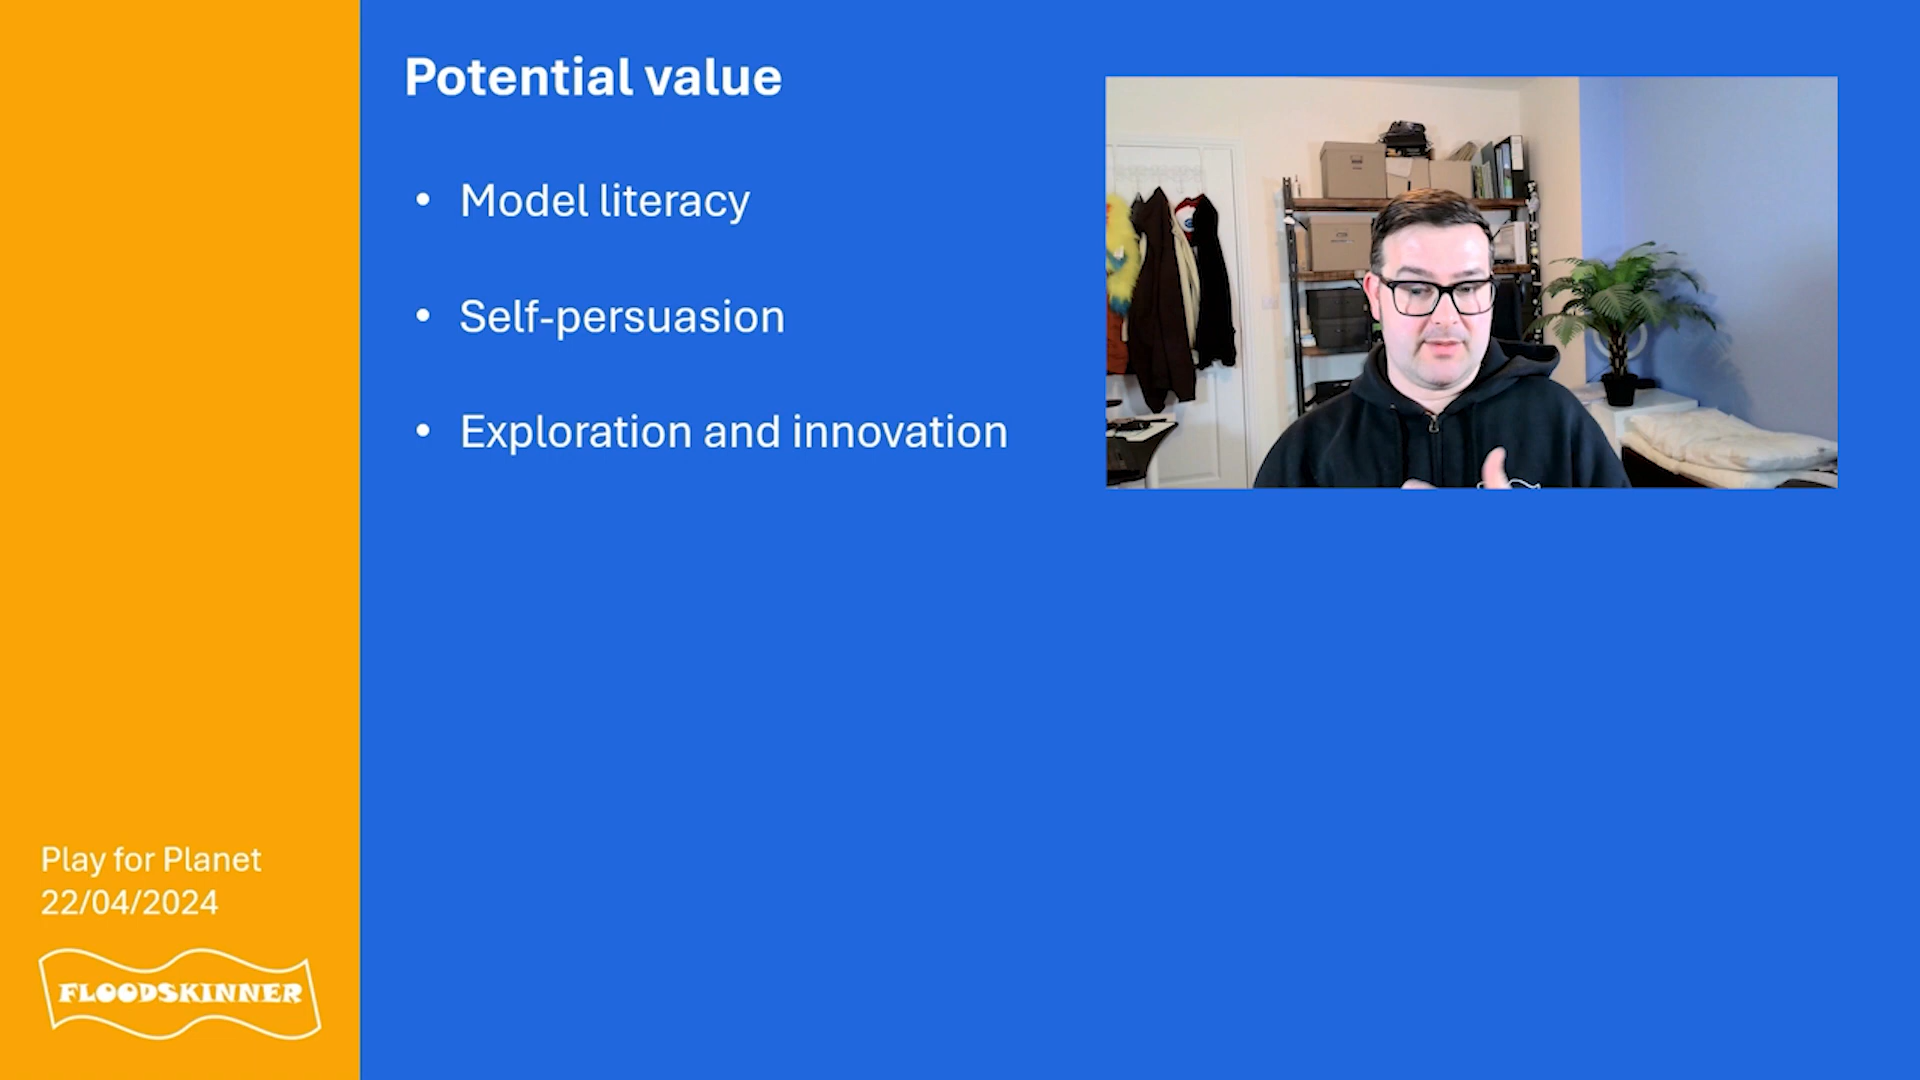 Potential value
• Model literacy
• Self-persuasion
• Exploration and innovation
Play for Planet
22/04/2024
FLOODSKINNER